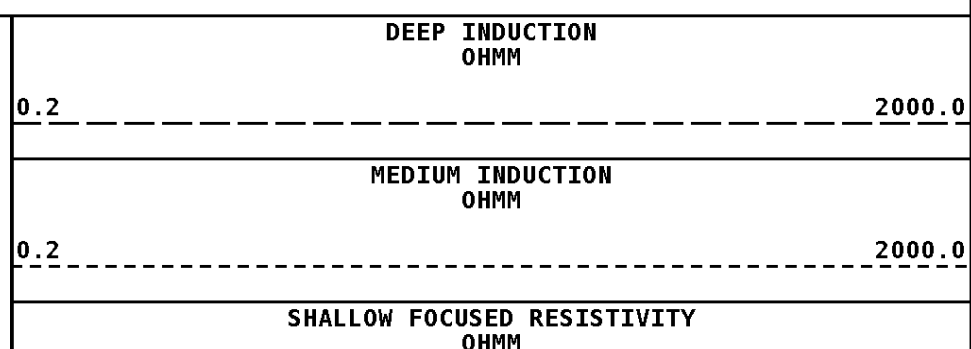 DEEP INDUCTION
OHMM
0.2 2000.0
MEDIUM INDUCTION
OHMM
0.2 2000.0
SHALLOW FOCUSED RESISTIVITY
OHMM